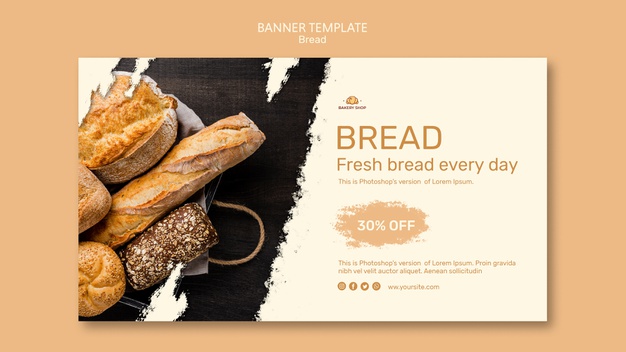 BANNER TEMPLATE
Bread
BAKERY SHOP
BREAD
Fresh bread every day
This is Photoshop's version of Lorem Ipsum.
30% OFF
This is Photoshop's version of Lorem Ipsum. Proin gravida
nibh vel velit auctor aliquet. Aenean sollicitudin
ww.yoursite.com